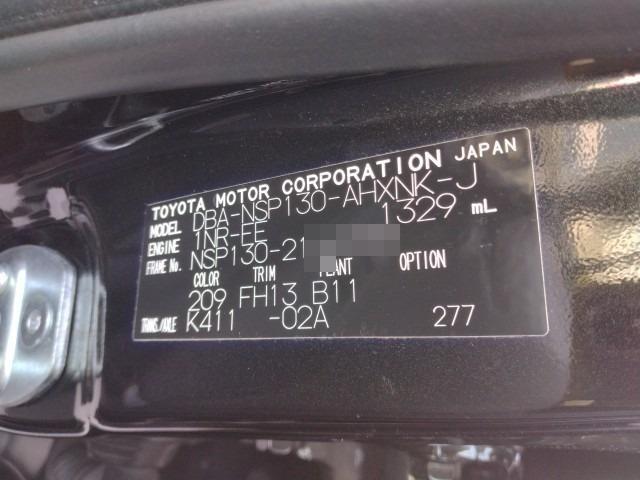 TOYOTA MOTOR CORPORATION JAPAN
MODEL DBA-NSP130-AHXNK-J
ENGINE 1NR-FE 1329 mL
FRAME No. NSP130-21
COLOR TRIM PLANT OPTION
209 FH13 B11
TRANS./AXLE K411 -02A 277